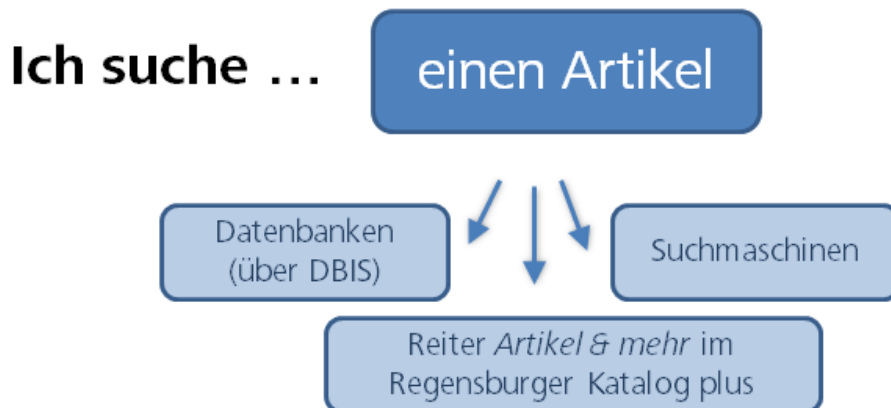 Ich suche ... einen Artikel
Datenbanken
(über DBIS)
Suchmaschinen
Reiter Artikel & mehr im
Regensburger Katalog plus